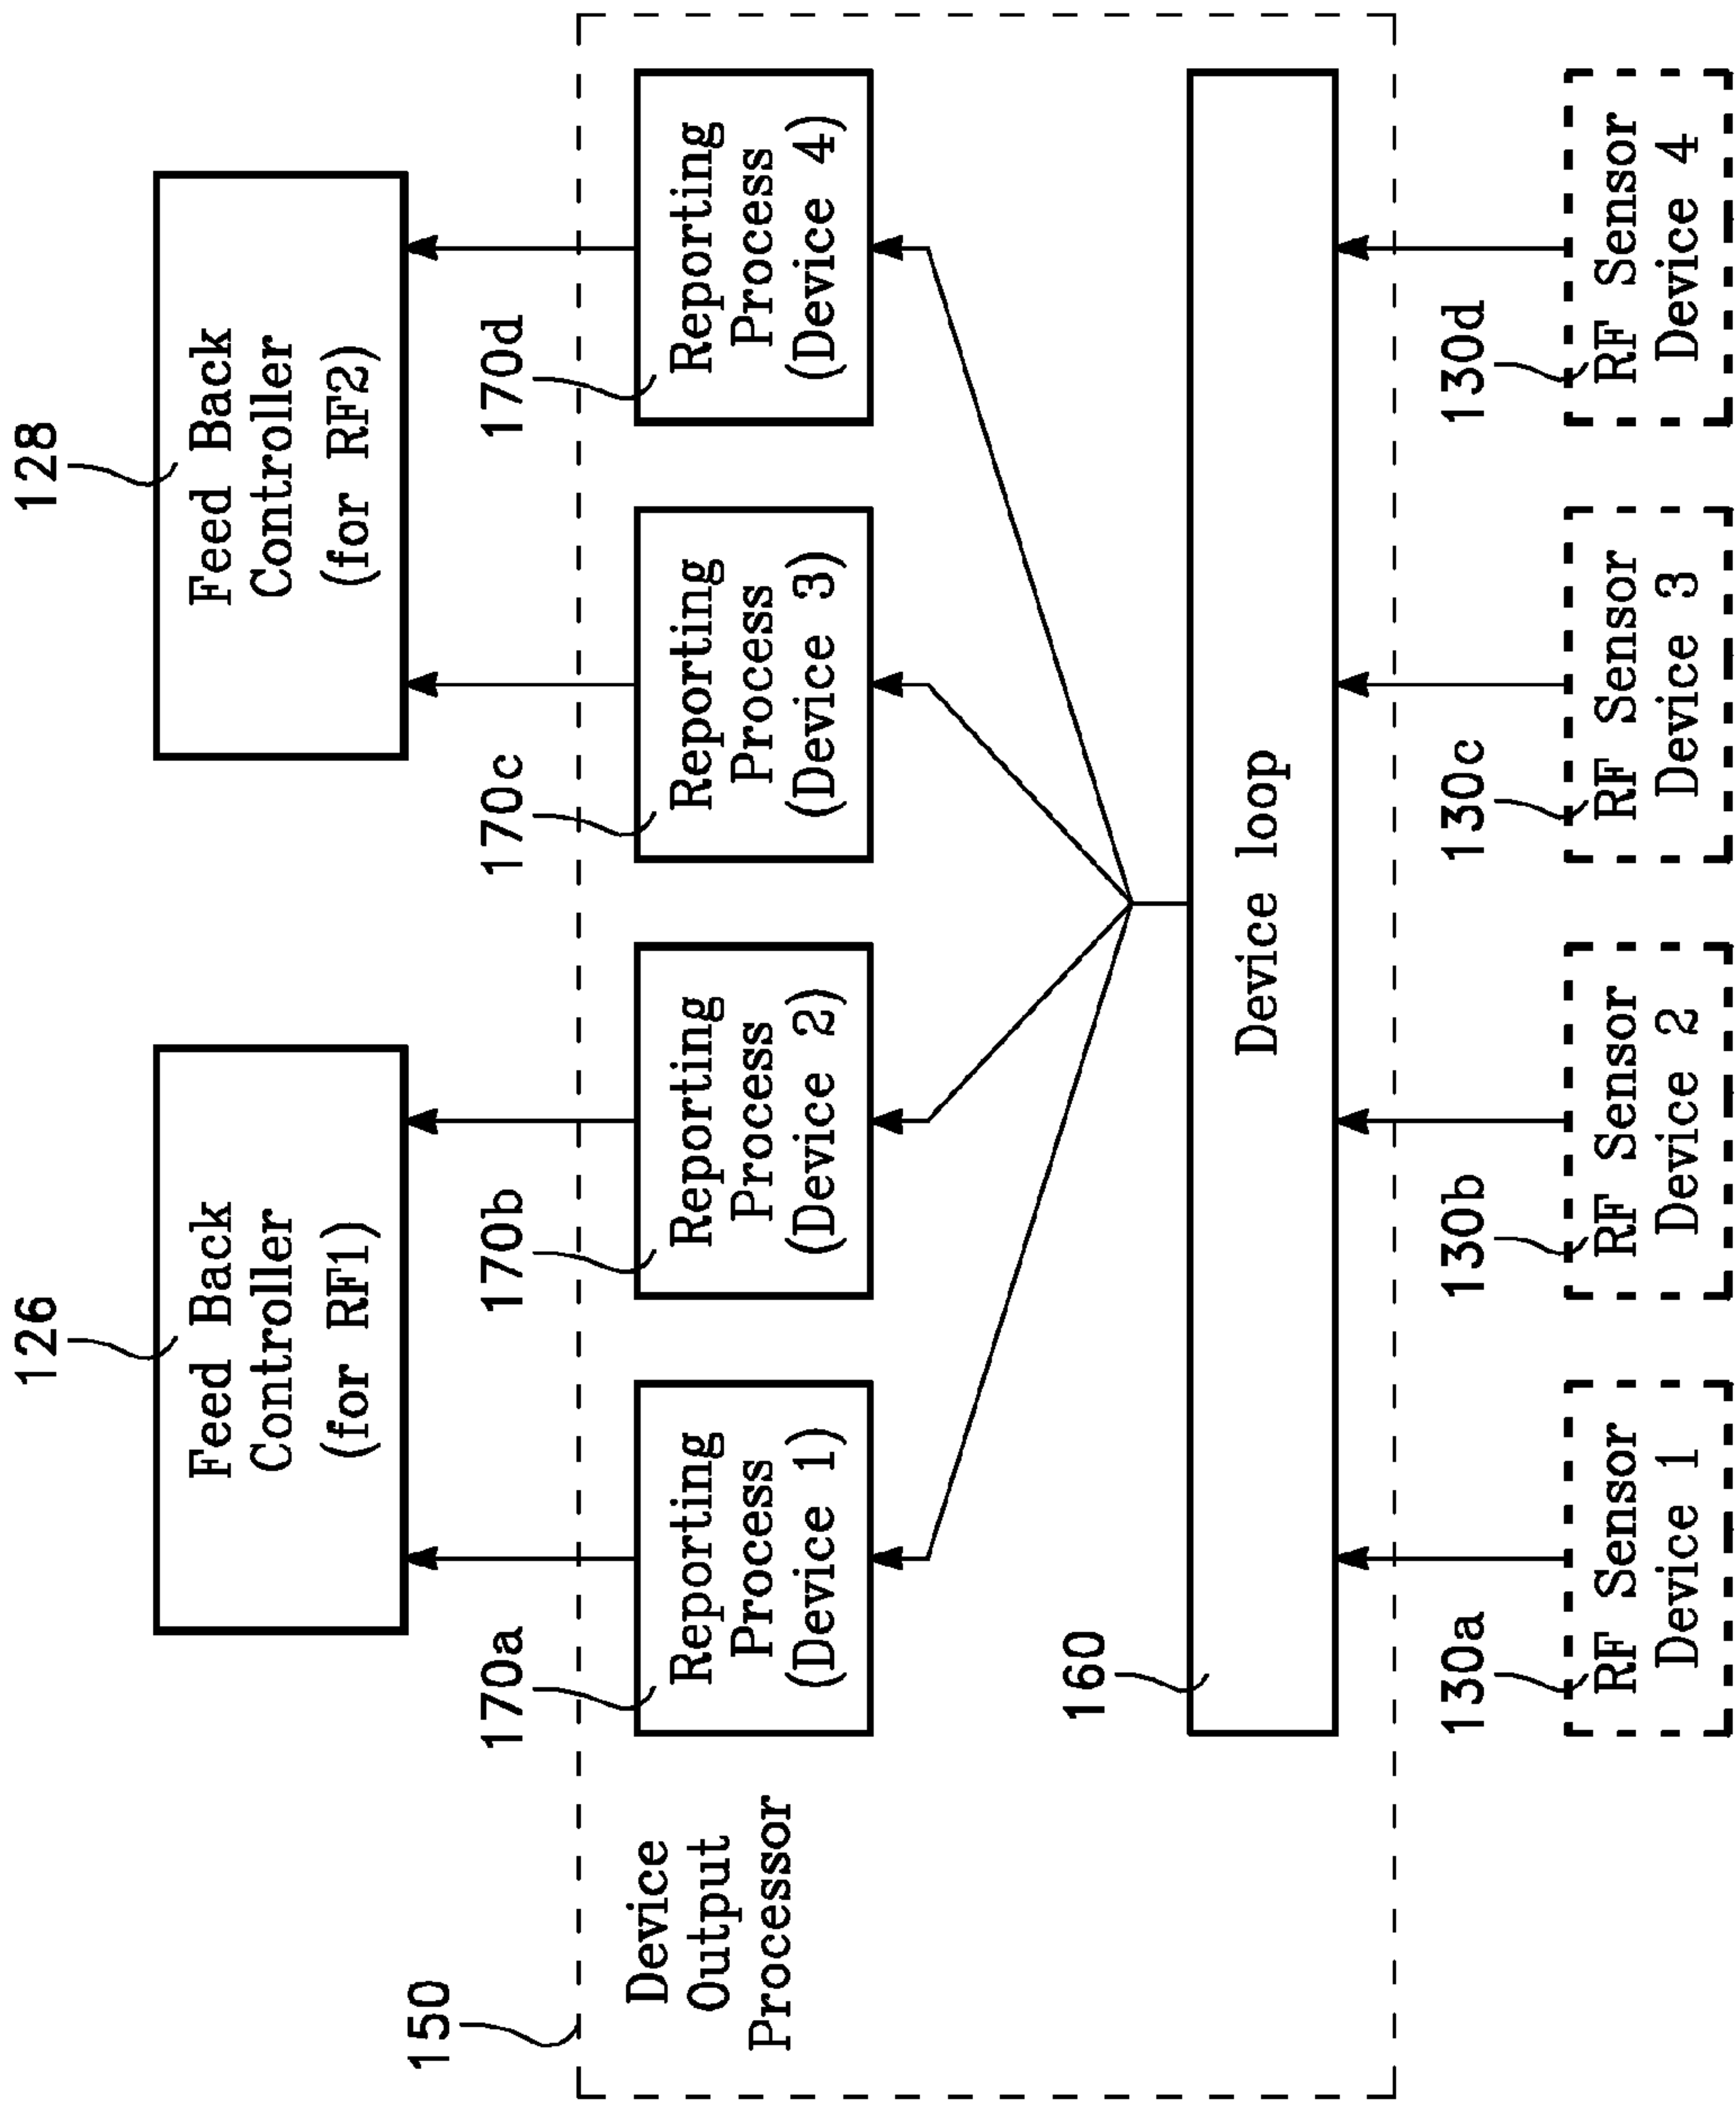 126
128
Feed Back
Controller
(for RF1)
Feed Back
Controller
(for RF2)
150
170a
170b
170c
170d
Device
Output
Processor
Reporting
Process
(Device 1)
Reporting
Process
(Device 2)
Reporting
Process
(Device 3)
Reporting
Process
(Device 4)
160
Device loop
130a
130b
130c
130d
RF Sensor
Device 1
RF Sensor
Device 2
RF Sensor
Device 3
RF Sensor
Device 4